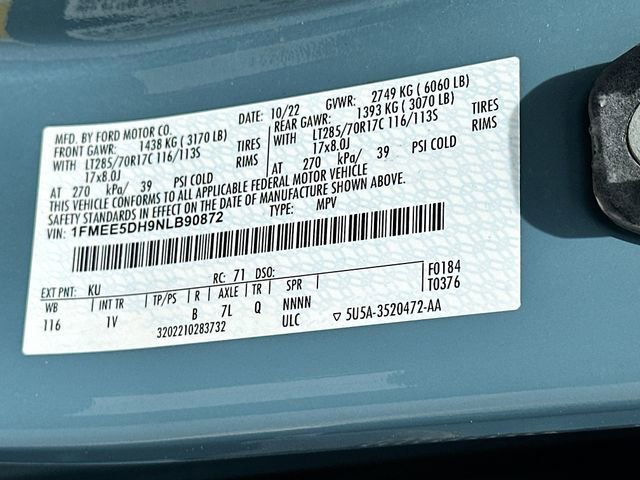 MFD. BY FORD MOTOR CO.
DATE: 10/22 GVWR: 2749 KG ( 6060 LB)
FRONT GAWR: 1438 KG ( 3170 LB) REAR GAWR: 1393 KG ( 3070 LB)
WITH LT285/70R17C 116/113S TIRES WITH LT285/70R17C 116/113S TIRES
17x8.0J RIMS 17x8.0J RIMS
AT 270 kPa/ 39 PSI COLD AT 270 kPa/ 39 PSI COLD
THIS VEHICLE CONFORMS TO ALL APPLICABLE FEDERAL MOTOR VEHICLE
SAFETY STANDARDS IN EFFECT ON THE DATE OF MANUFACTURE SHOWN ABOVE.
VIN: 1FMEE5DH9NLB90872 TYPE: MPV
EXT PNT: KU RC: 71 DSO: F0184
WB INT TR TP/PS R AXLE TR SPR T0376
116 1V B 7L Q NNNN
3202210283732 ULC ▽ 5U5A-3520472-AA